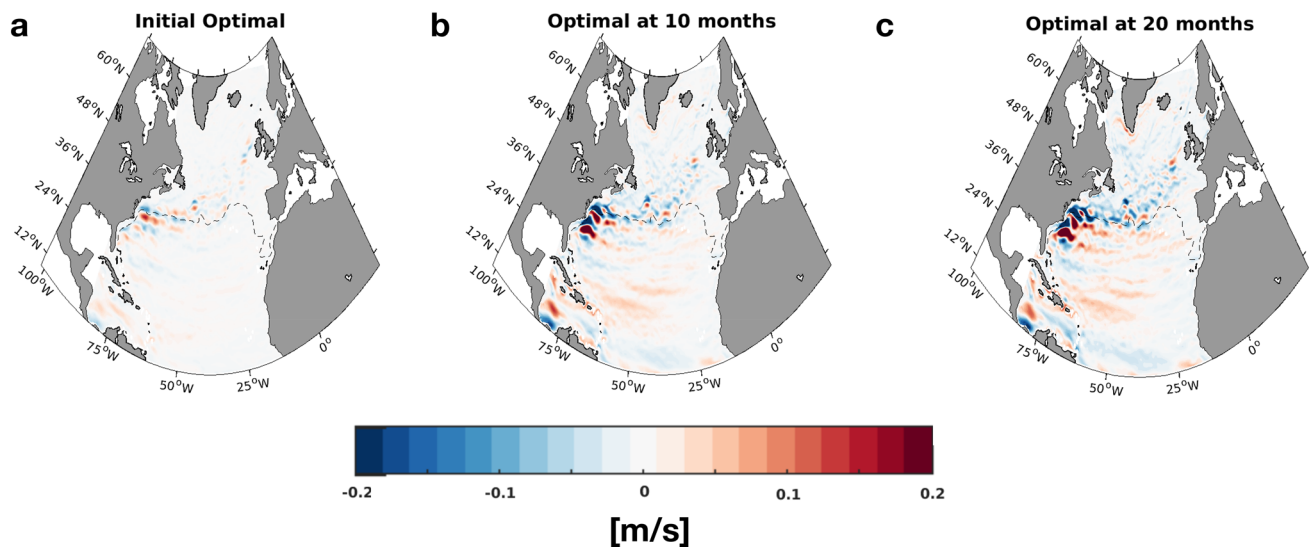 a
Initial Optimal
b
Optimal at 10 months
c
Optimal at 20 months
60°N
48°N
36°N
24°N
12°N
100°W
75°W
50°W
25°W
0°
60°N
48°N
36°N
24°N
12°N
100°W
75°W
50°W
25°W
0°
60°N
48°N
36°N
24°N
12°N
100°W
75°W
50°W
25°W
0°
-0.2
-0.1
0
0.1
0.2
[m/s]